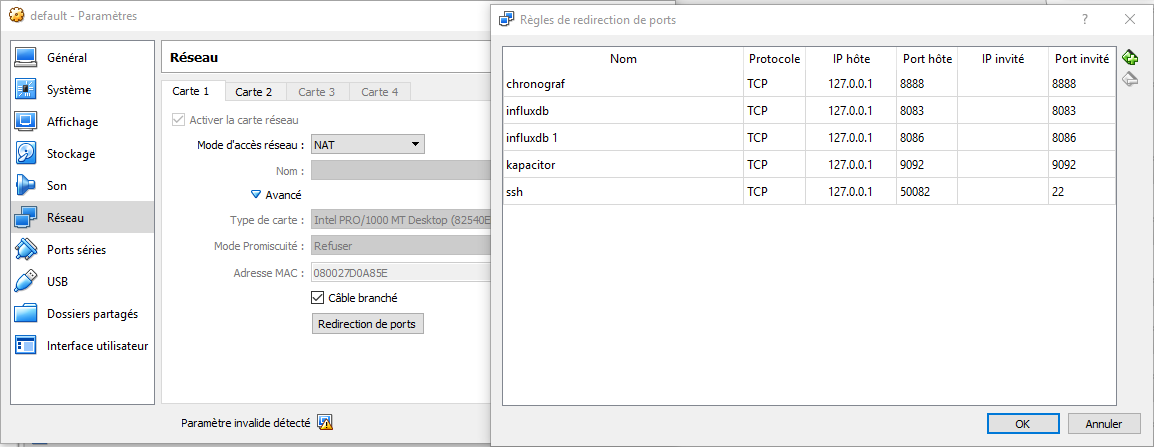 default - Paramètres
Général
Système
Affichage
Stockage
Son
Réseau
Ports séries
USB
Dossiers partagés
Interface utilisateur
Réseau
Carte 1 Carte 2 Carte 3 Carte 4
Activer la carte réseau
Mode d'accès réseau : NAT
Nom :
Avancé
Type de carte : Intel PRO/1000 MT Desktop (82540E
Mode Promiscuité : Refuser
Adresse MAC : 080027D0A85E
Câble branché
Redirection de ports
Paramètre invalide détecté
Règles de redirection de ports
Nom Protocole IP hôte Port hôte IP invité Port invité
chronograf TCP 127.0.0.1 8888 8888
influxdb TCP 127.0.0.1 8083 8083
influxdb 1 TCP 127.0.0.1 8086 8086
kapacitor TCP 127.0.0.1 9092 9092
ssh TCP 127.0.0.1 50082 22
OK Annuler